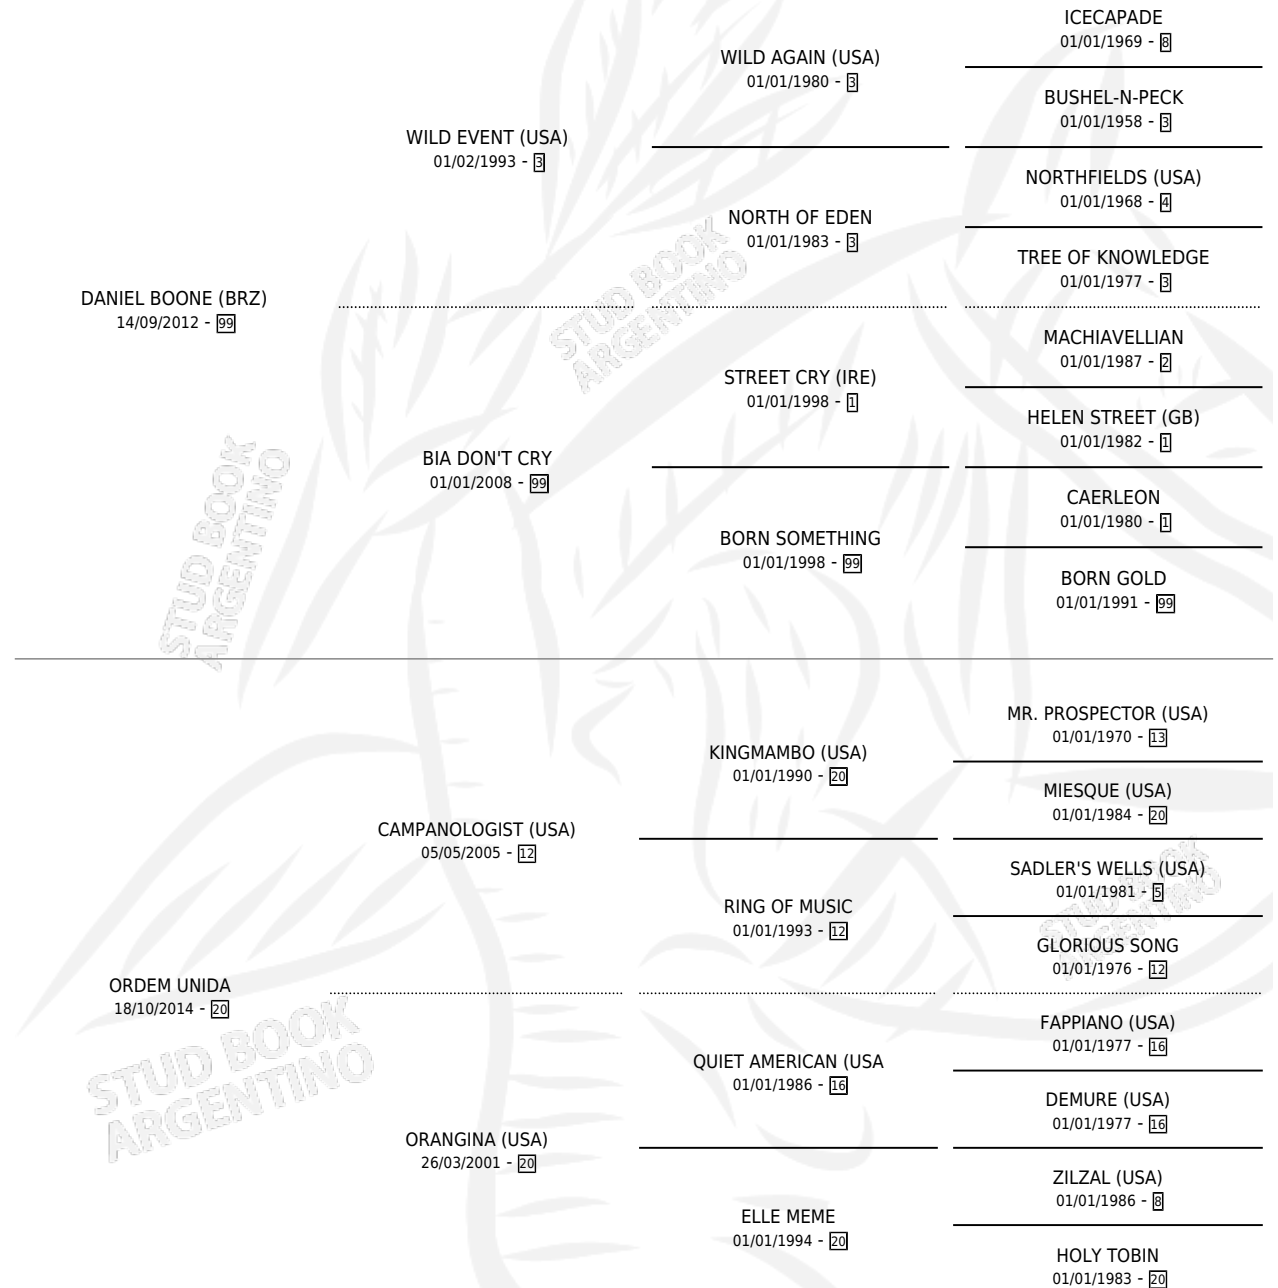 ICECAPADE
01/01/1969 - 8
WILD AGAIN (USA)
01/01/1980 - 3
BUSHEL-N-PECK
01/01/1958 - 3
WILD EVENT (USA)
01/02/1993 - 3
NORTHFIELDS (USA)
01/01/1968 - 4
NORTH OF EDEN
01/01/1983 - 3
TREE OF KNOWLEDGE
01/01/1977 - 3
DANIEL BOONE (BRZ)
14/09/2012 - 99
MACHIAVELLIAN
01/01/1987 - 2
STREET CRY (IRE)
01/01/1998 - 1
HELEN STREET (GB)
01/01/1982 - 1
BIA DON'T CRY
01/01/2008 - 99
CAERLEON
01/01/1980 - 1
BORN SOMETHING
01/01/1998 - 99
BORN GOLD
01/01/1991 - 99
STUD BOOK
ARGENTINO
STUD BOOK
ARGENTINO
MR. PROSPECTOR (USA)
01/01/1970 - 13
KINGMAMBO (USA)
01/01/1990 - 20
MIESQUE (USA)
01/01/1984 - 20
CAMPANOLOGIST (USA)
05/05/2005 - 12
SADLER'S WELLS (USA)
01/01/1981 - 5
RING OF MUSIC
01/01/1993 - 12
GLORIOUS SONG
01/01/1976 - 12
STUD BOOK
ARGENTINO
ORDEM UNIDA
18/10/2014 - 20
FAPPIANO (USA)
01/01/1977 - 16
QUIET AMERICAN (USA
01/01/1986 - 16
DEMURE (USA)
01/01/1977 - 16
STUD BOOK
ARGENTINO
ORANGINA (USA)
26/03/2001 - 20
ZILZAL (USA)
01/01/1986 - 8
ELLE MEME
01/01/1994 - 20
HOLY TOBIN
01/01/1983 - 20